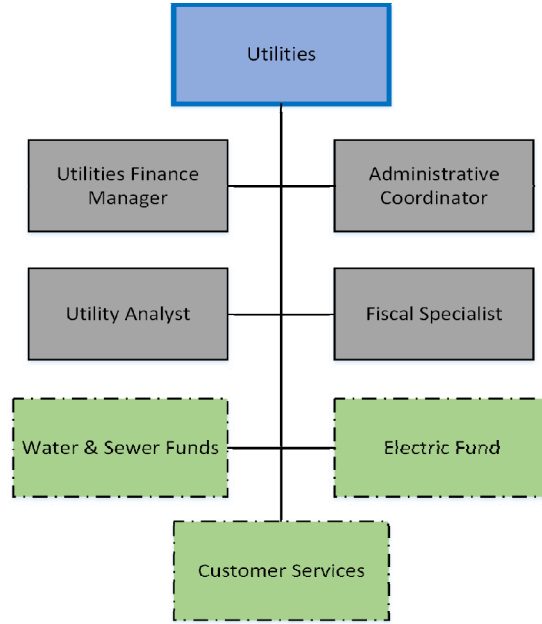 Utilities
Utilities Finance
Manager
Administrative
Coordinator
Utility Analyst
Fiscal Specialist
Water & Sewer Funds
Electric Fund
Customer Services